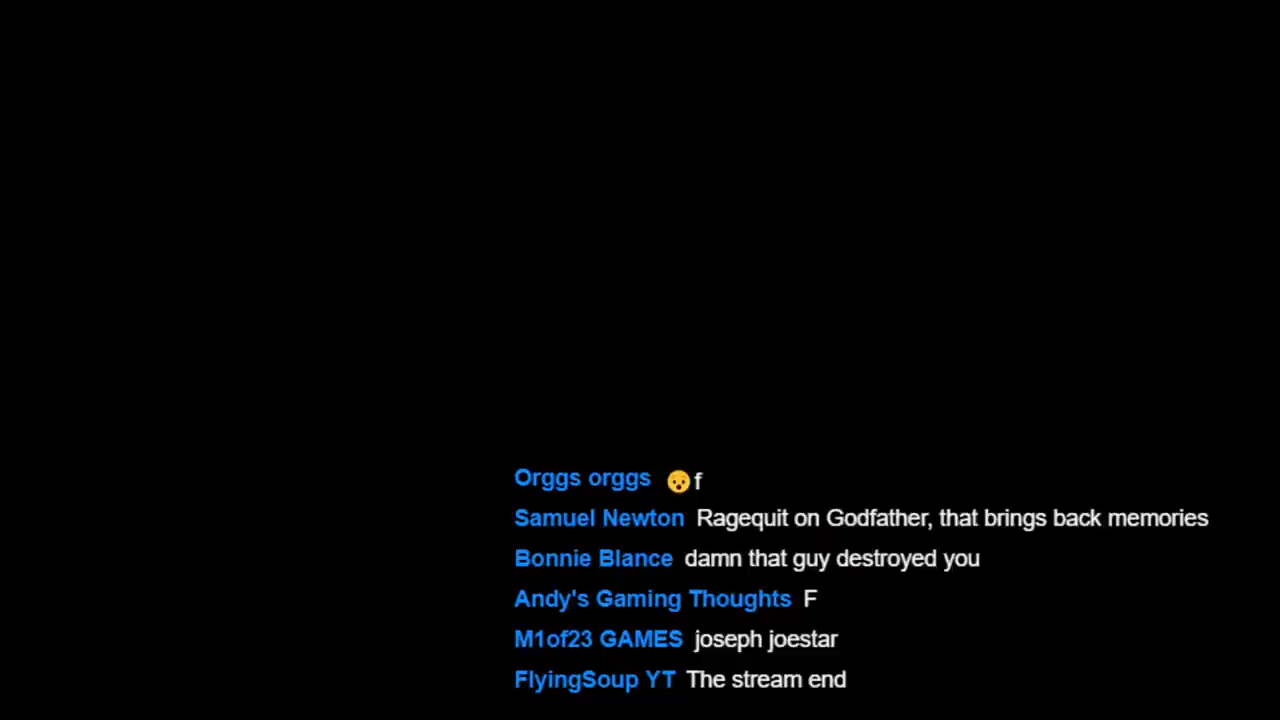 Orggs orggs 😮f
Samuel Newton Ragequit on Godfather, that brings back memories
Bonnie Blance damn that guy destroyed you
Andy's Gaming Thoughts F
M1of23 GAMES joseph joestar
FlyingSoup YT The stream end